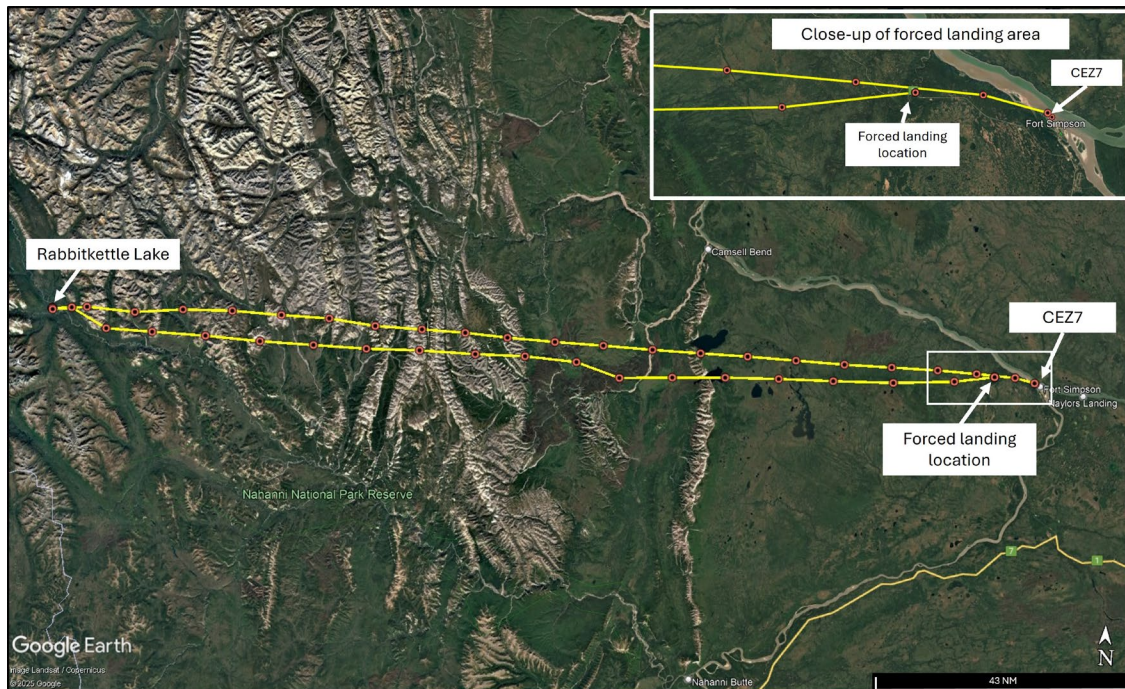 Close-up of forced landing area
CEZ7
Fort Simpson
Forced landing
location
Rabbitkettle Lake
Camsell Bend
CEZ7
Fort Simpson
Naylors Landing
Forced landing
location
Nahanni National Park Reserve
7
1
Google Earth
Image Landsat / Copernicus
© 2025 Google
Nahanni Butte
N
43 NM